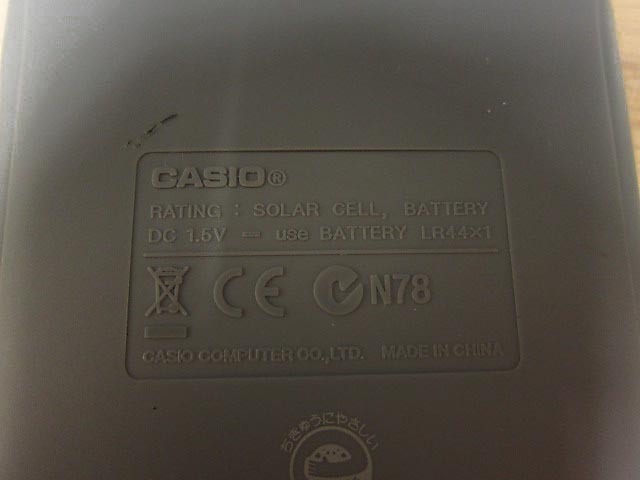 CASIO®
RATING : SOLAR CELL, BATTERY
DC 1.5V ⎓ use BATTERY LR44×1
CE N78
CASIO COMPUTER CO.,LTD. MADE IN CHINA
ちきゅうにやさしい